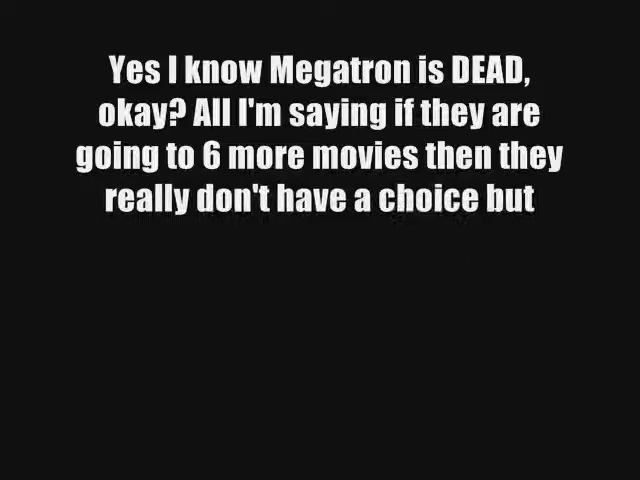 Yes I know Megatron is DEAD,
okay? All I'm saying if they are
going to 6 more movies then they
really don't have a choice but